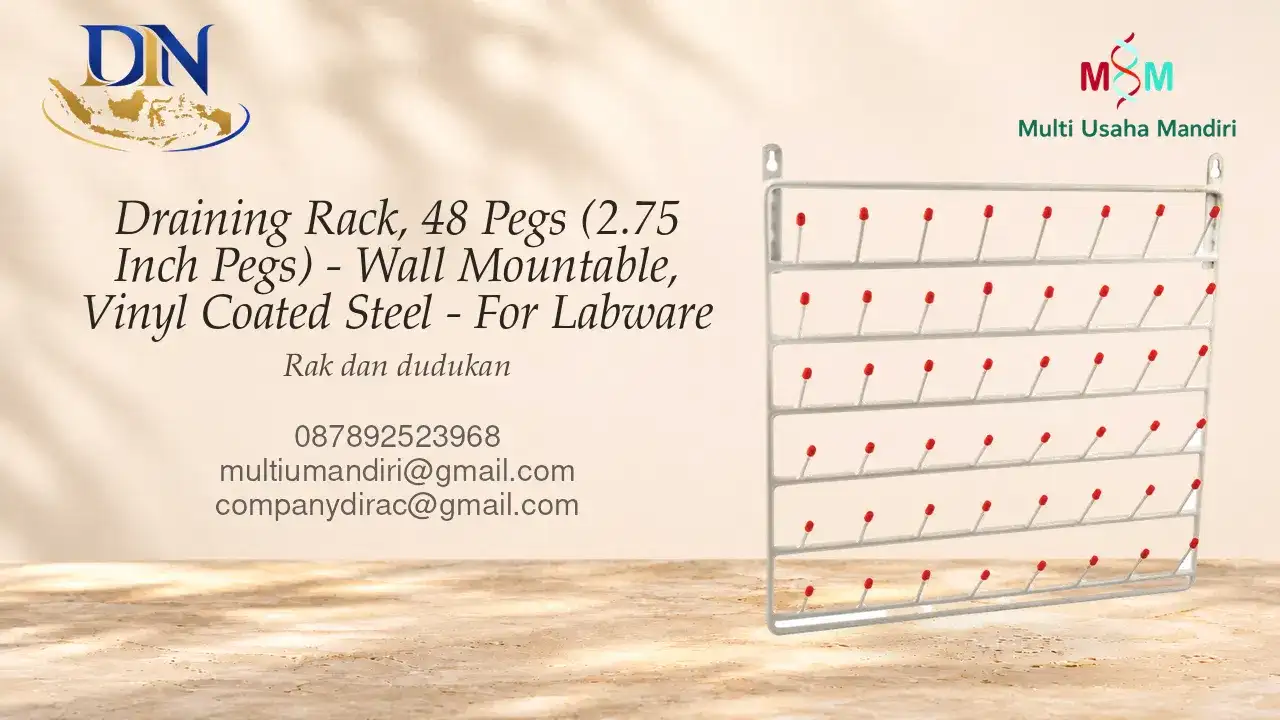 DIN
MSM
Multi Usaha Mandiri
Draining Rack, 48 Pegs (2.75
Inch Pegs) - Wall Mountable,
Vinyl Coated Steel - For Labware
Rak dan dudukan
087892523968
multiumandiri@gmail.com
companydirac@gmail.com